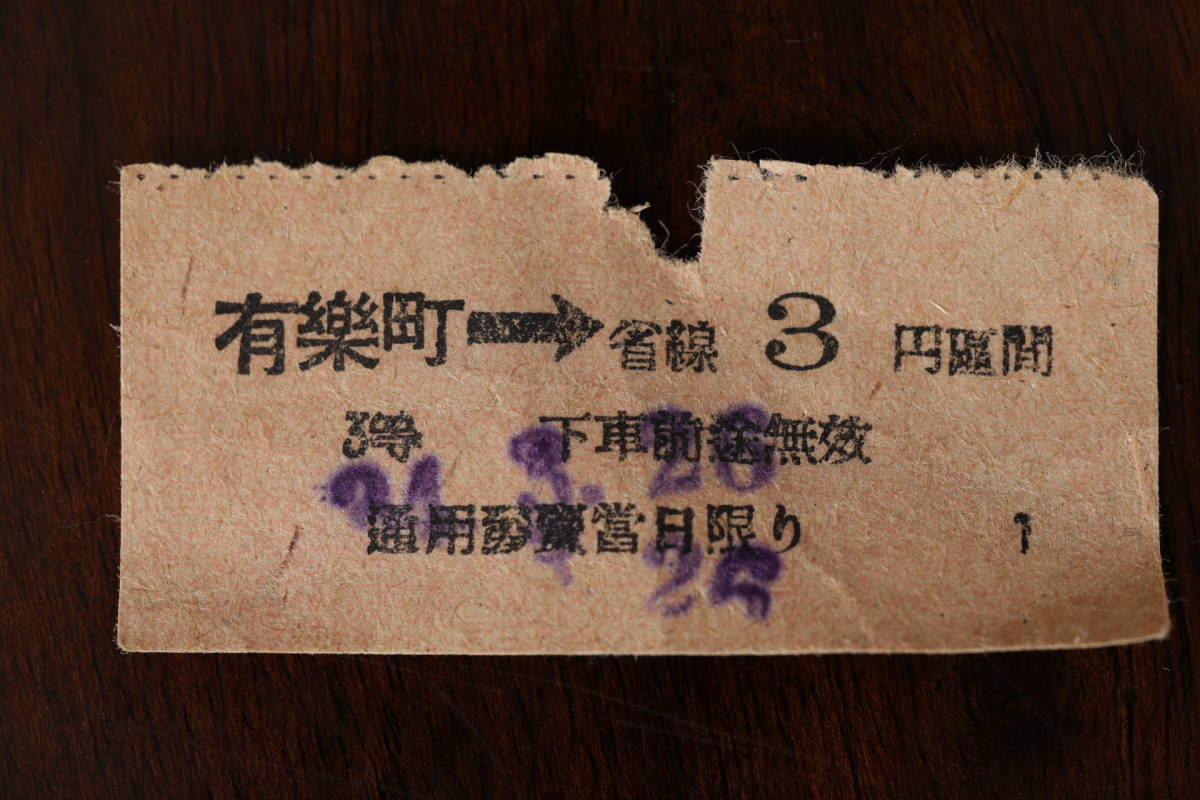 有樂町➡省線 3 円區間
3等 下車前途無效
通用發賣當日限り 1